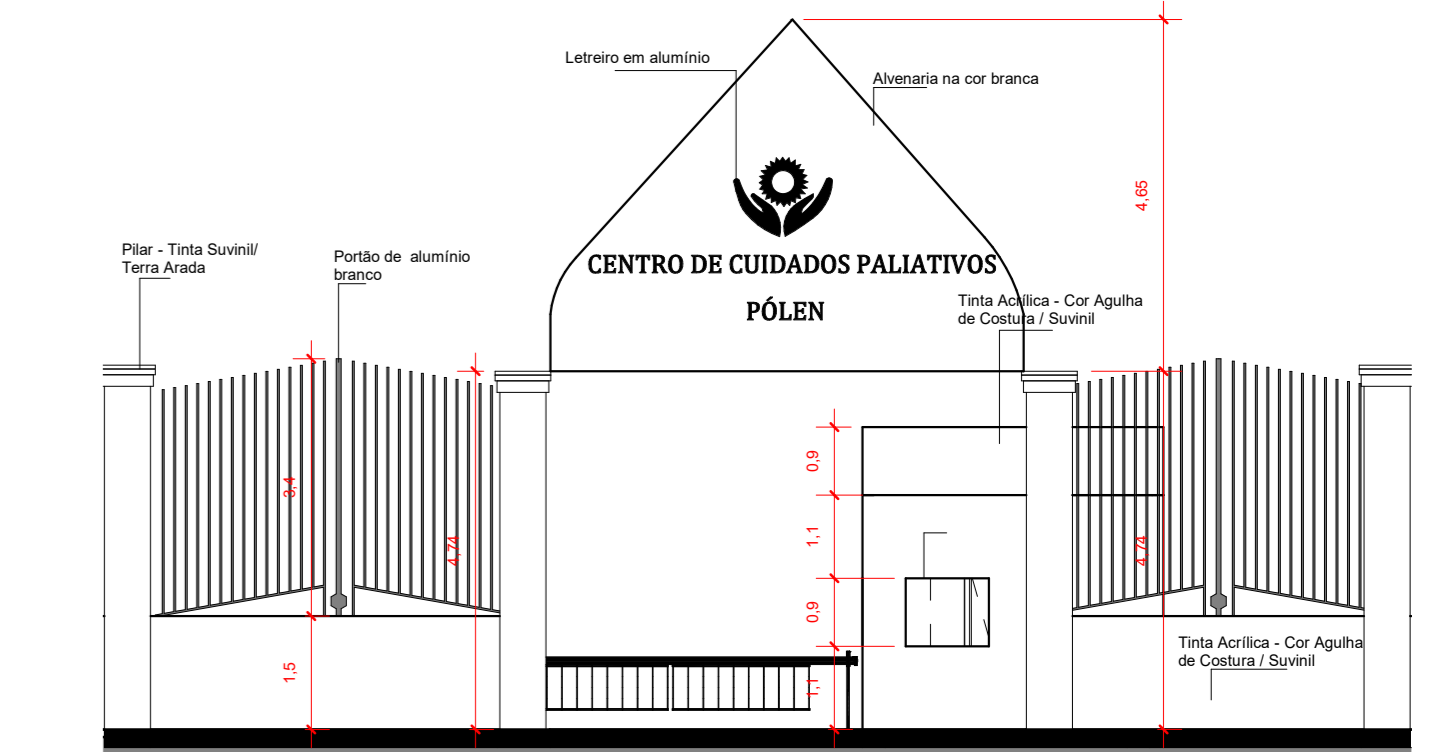 Letreiro em alumínio
Alvenaria na cor branca
4,65
Pilar - Tinta Suvinil/
Terra Arada
Portão de alumínio
branco
CENTRO DE CUIDADOS PALIATIVOS
PÓLEN
Tinta Acrílica - Cor Agulha
de Costura / Suvinil
3,4
4,74
0,9
1,1
4,74
0,9
1,5
1,1
Tinta Acrílica - Cor Agulha
de Costura / Suvinil